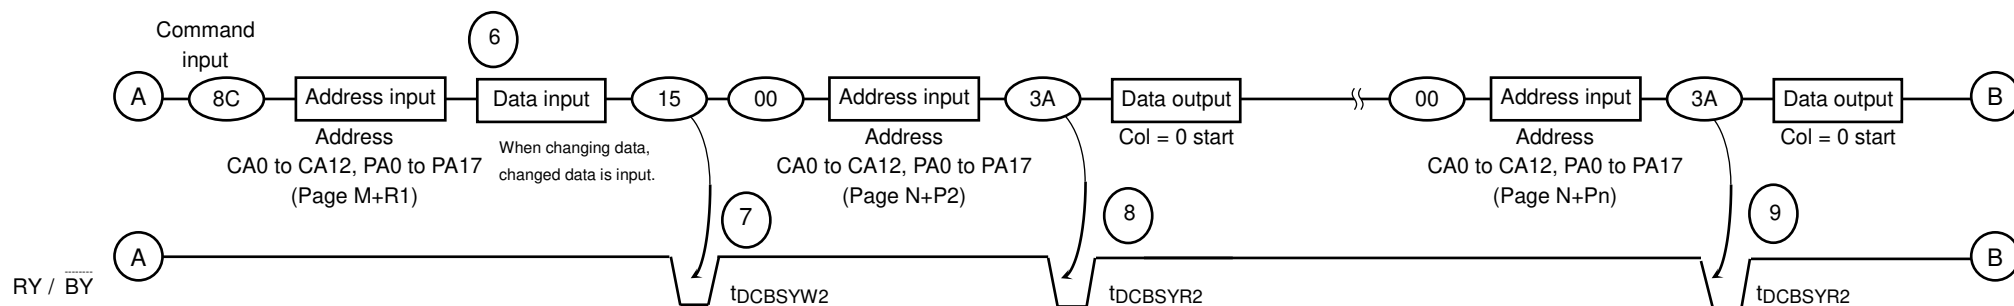 Command
input
6
A
8C
Address input
Data input
15
00
Address input
3A
Data output
00
Address input
3A
Data output
B
Address
CA0 to CA12, PA0 to PA17
(Page M+R1)
When changing data,
changed data is input.
Address
CA0 to CA12, PA0 to PA17
(Page N+P2)
Col = 0 start
Address
CA0 to CA12, PA0 to PA17
(Page N+Pn)
Col = 0 start
7
8
9
A
B
RY / BY
tDCBSYW2
tDCBSYR2
tDCBSYR2